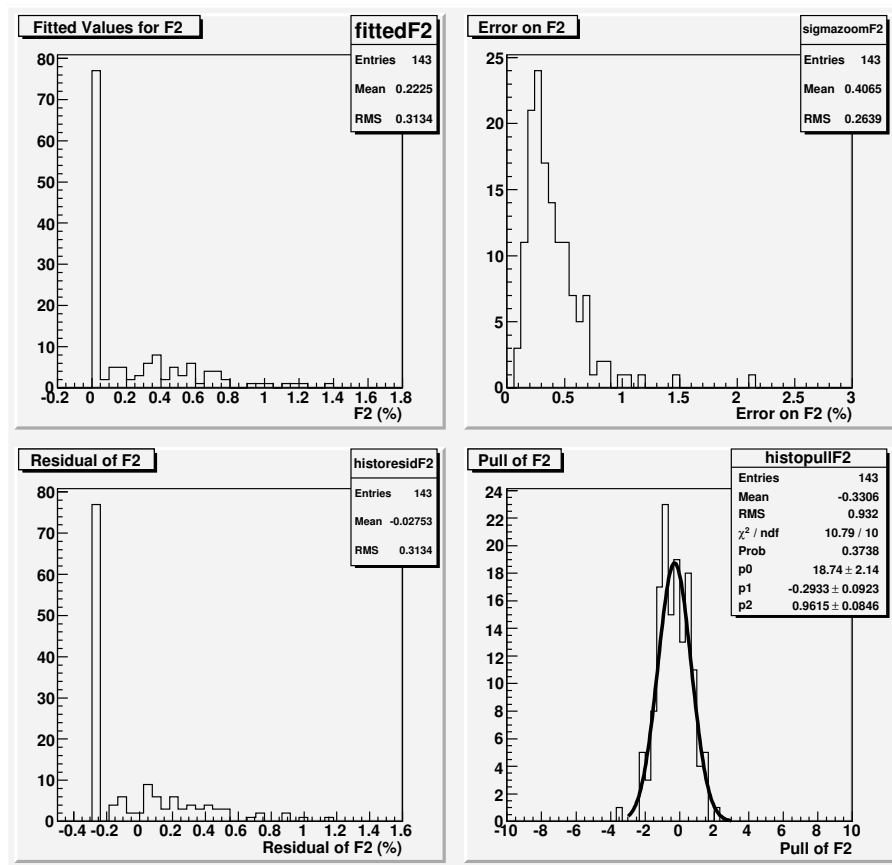 Fitted Values for F2
fittedF2
Entries 143
Mean 0.2225
RMS 0.3134
80
70
60
50
40
30
20
10
0
-0.2 0 0.2 0.4 0.6 0.8 1 1.2 1.4 1.6 1.8
F2 (%)
Error on F2
sigmazoomF2
Entries 143
Mean 0.4065
RMS 0.2639
25
20
15
10
5
0
0 0.5 1 1.5 2 2.5 3
Error on F2 (%)
Residual of F2
historesidF2
Entries 143
Mean -0.02753
RMS 0.3134
80
70
60
50
40
30
20
10
0
-0.4 -0.2 0 0.2 0.4 0.6 0.8 1 1.2 1.4 1.6
Residual of F2 (%)
Pull of F2
histopullF2
Entries 143
Mean -0.3306
RMS 0.932
χ² / ndf 10.79 / 10
Prob 0.3738
p0 18.74 ± 2.14
p1 -0.2933 ± 0.0923
p2 0.9615 ± 0.0846
24
22
20
18
16
14
12
10
8
6
4
2
0
-10 -8 -6 -4 -2 0 2 4 6 8 10
Pull of F2